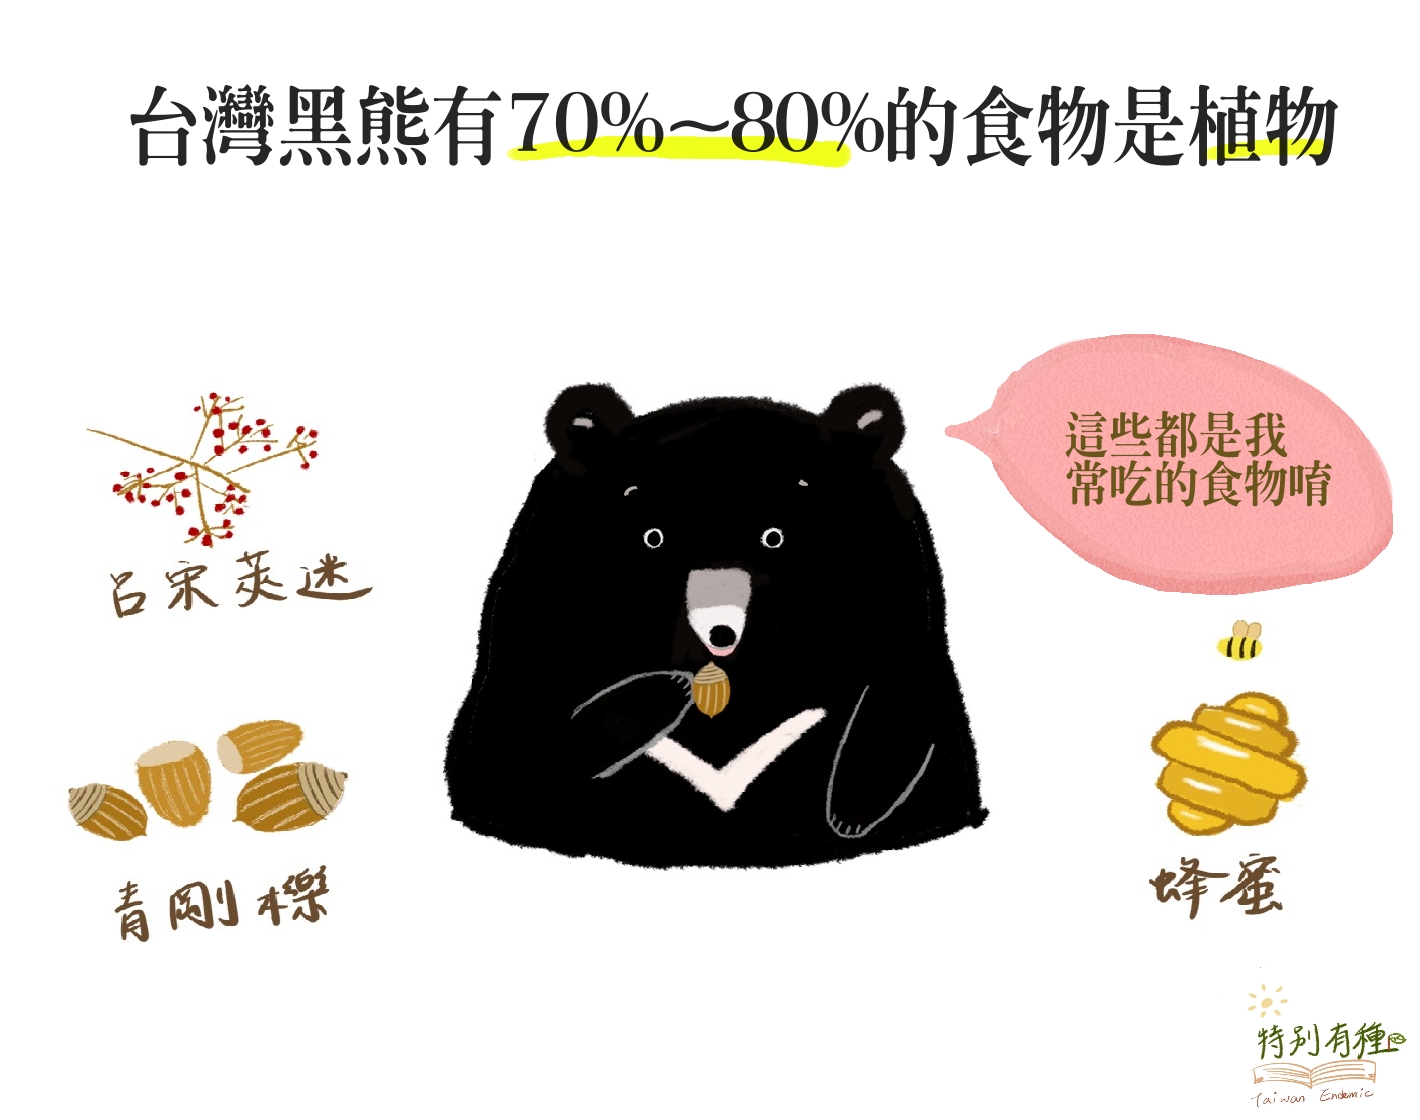 台灣黑熊有70%~80%的食物是植物
這些都是我
常吃的食物唷
呂宋莢迷
青剛櫟
蜂蜜
特別有種
Taiwan Endemic